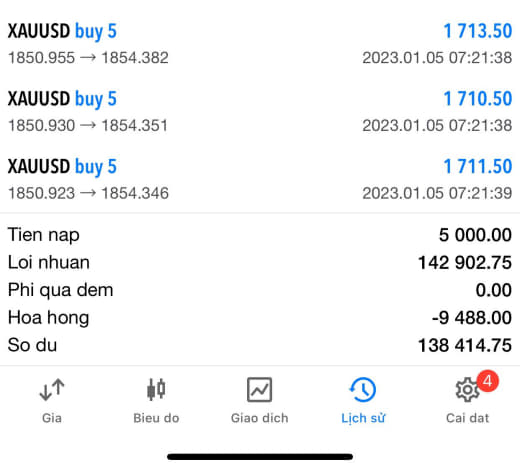 XAUUSD buy 5 1 713.50
1850.955 → 1854.382 2023.01.05 07:21:38
XAUUSD buy 5 1 710.50
1850.930 → 1854.351 2023.01.05 07:21:38
XAUUSD buy 5 1 711.50
1850.923 → 1854.346 2023.01.05 07:21:39
Tien nap 5 000.00
Loi nhuan 142 902.75
Phi qua dem 0.00
Hoa hong -9 488.00
So du 138 414.75
4
Gia Bieu do Giao dich Lịch sử Cai dat